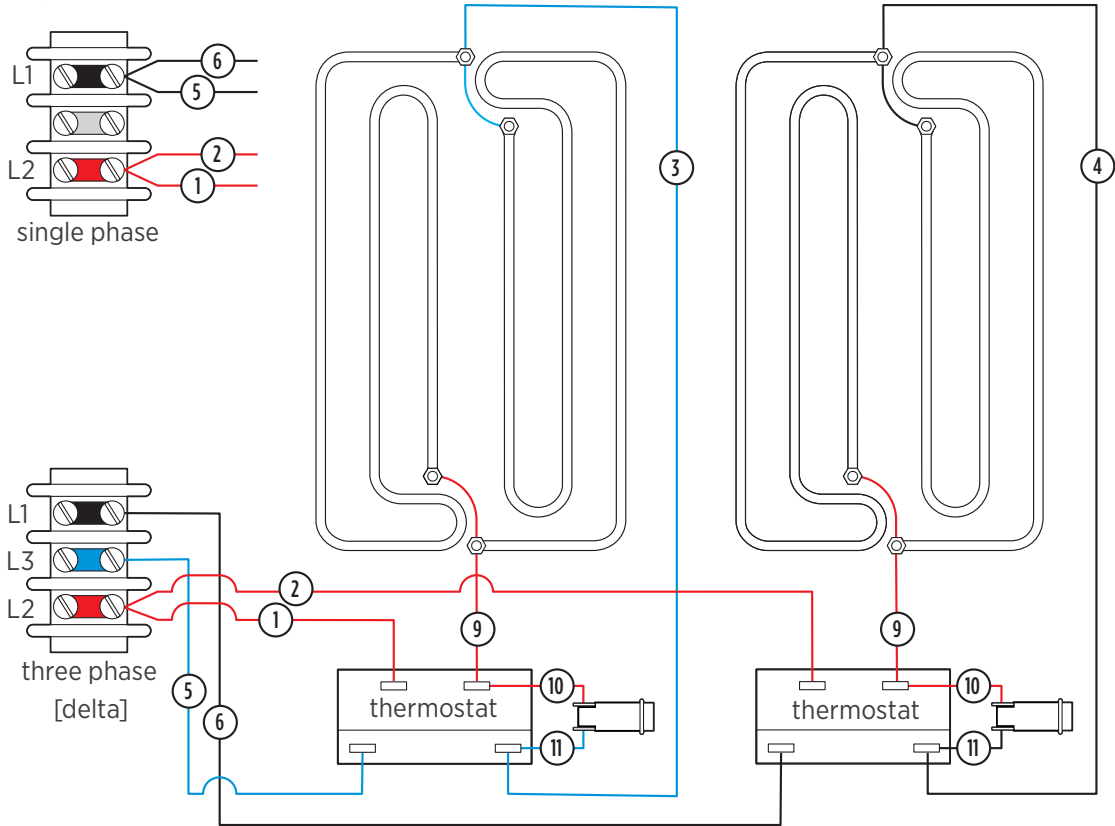 L1
6
5
L2
2
1
single phase
3
4
L1
L3
L2
2
1
9
9
three phase
[delta]
5
6
thermostat
10
11
thermostat
10
11